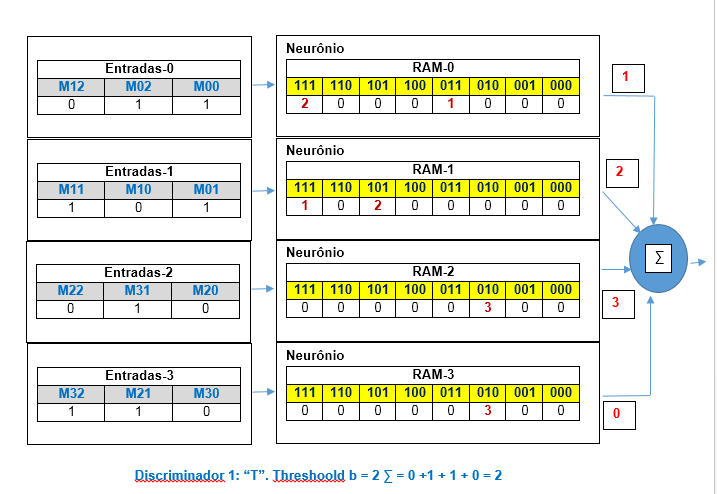 Neurônio
Entradas-0
M12 M02 M00
0 1 1
RAM-0
111 110 101 100 011 010 001 000
2 0 0 0 1 0 0 0
1
Neurônio
Entradas-1
M11 M10 M01
1 0 1
RAM-1
111 110 101 100 011 010 001 000
1 0 2 0 0 0 0 0
2
Neurônio
Entradas-2
M22 M31 M20
0 1 0
RAM-2
111 110 101 100 011 010 001 000
0 0 0 0 0 3 0 0
3
∑
Neurônio
Entradas-3
M32 M21 M30
1 1 0
RAM-3
111 110 101 100 011 010 001 000
0 0 0 0 0 3 0 0
0
Discriminador 1: “T”. Threshoold b = 2 ∑ = 0 +1 + 1 + 0 = 2